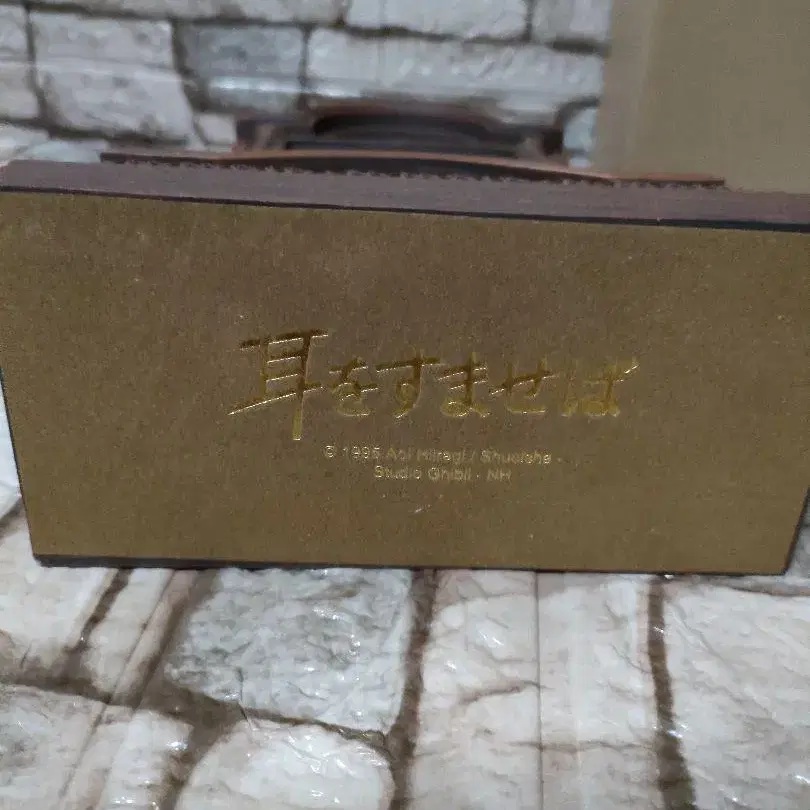 耳をすませば
© 1995 Aoi Hiiragi / Shueisha ·
Studio Ghibli · NH